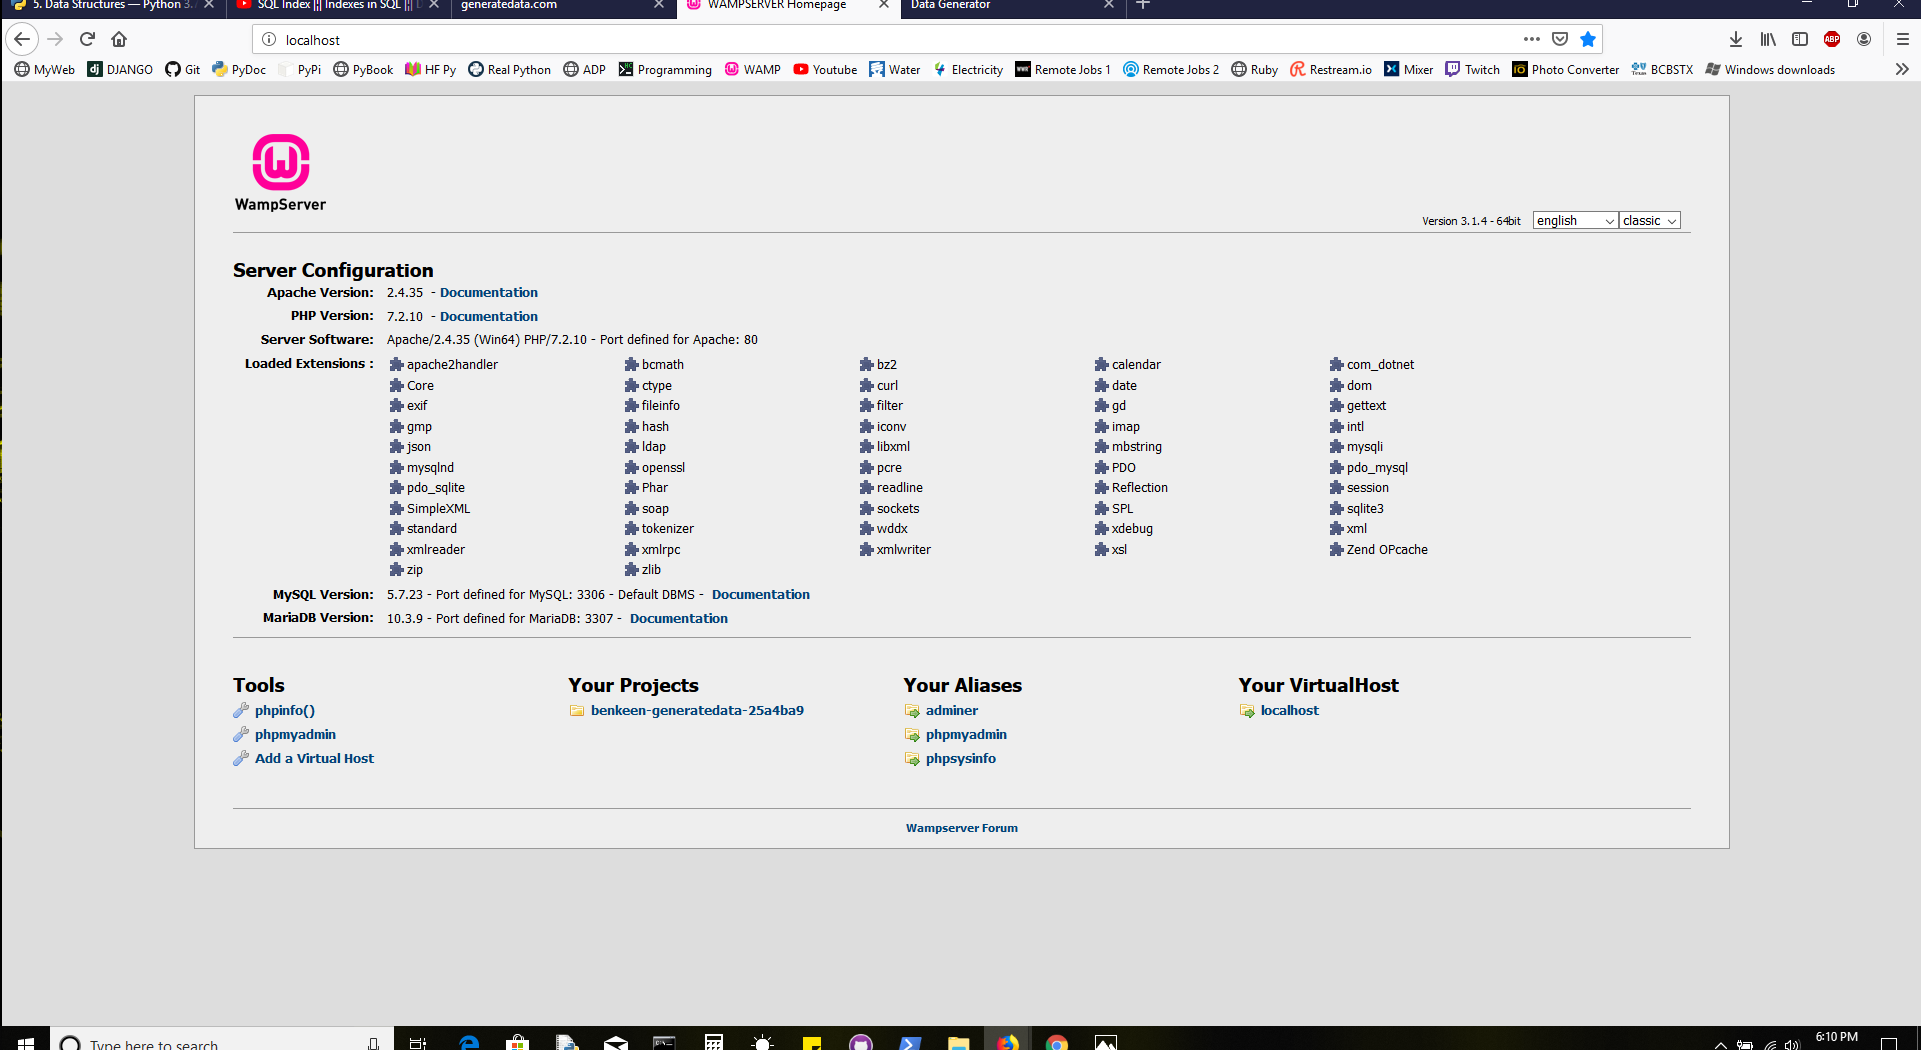 5. Data Structures — Python 3.
SQL Index |¦| Indexes in SQL |¦|
generatedata.com
WAMPSERVER Homepage
Data Generator
localhost
MyWeb DJANGO Git PyDoc PyPi PyBook HF Py Real Python ADP Programming WAMP Youtube Water Electricity Remote Jobs 1 Remote Jobs 2 Ruby Restream.io Mixer Twitch Photo Converter BCBSTX Windows downloads
WampServer
Version 3.1.4 - 64bit english classic
Server Configuration
Apache Version: 2.4.35 - Documentation
PHP Version: 7.2.10 - Documentation
Server Software: Apache/2.4.35 (Win64) PHP/7.2.10 - Port defined for Apache: 80
Loaded Extensions : apache2handler bcmath bz2 calendar com_dotnet
Core ctype curl date dom
exif fileinfo filter gd gettext
gmp hash iconv imap intl
json ldap libxml mbstring mysqli
mysqlnd openssl pcre PDO pdo_mysql
pdo_sqlite Phar readline Reflection session
SimpleXML soap sockets SPL sqlite3
standard tokenizer wddx xdebug xml
xmlreader xmlrpc xmlwriter xsl Zend OPcache
zip zlib
MySQL Version: 5.7.23 - Port defined for MySQL: 3306 - Default DBMS - Documentation
MariaDB Version: 10.3.9 - Port defined for MariaDB: 3307 - Documentation
Tools
phpinfo()
phpmyadmin
Add a Virtual Host
Your Projects
benkeen-generatedata-25a4ba9
Your Aliases
adminer
phpmyadmin
phpsysinfo
Your VirtualHost
localhost
Wampserver Forum
Type here to search
6:10 PM